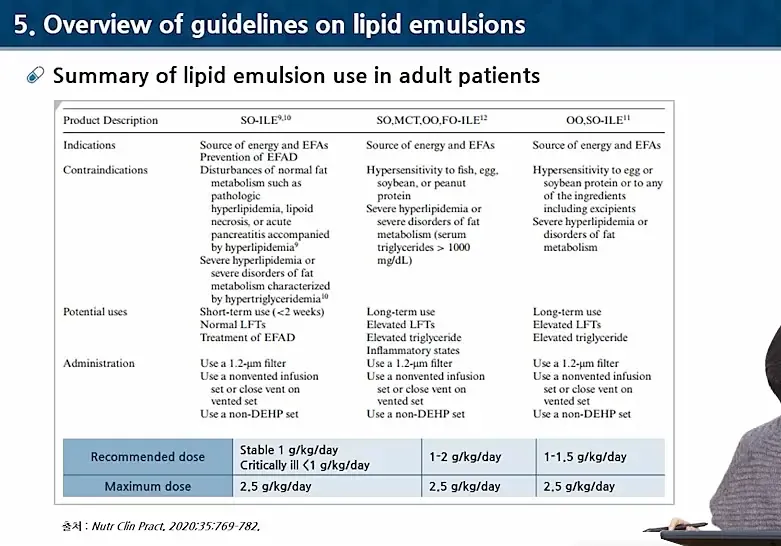 5. Overview of guidelines on lipid emulsions
Summary of lipid emulsion use in adult patients
Product Description SO-ILE9,10 SO,MCT,OO,FO-ILE12 OO,SO-ILE11
Indications Source of energy and EFAs Source of energy and EFAs Source of energy and EFAs
Prevention of EFAD
Contraindications Disturbances of normal fat Hypersensitivity to fish, egg, Hypersensitivity to egg or
metabolism such as soybean, or peanut soybean protein or to any
pathologic protein of the ingredients
hyperlipidemia, lipoid Severe hyperlipidemia or including excipients
necrosis, or acute severe disorders of fat Severe hyperlipidemia or
pancreatitis accompanied metabolism (serum disorders of fat
by hyperlipidemia9 triglycerides > 1000 metabolism
Severe hyperlipidemia or mg/dL)
severe disorders of fat
metabolism characterized
by hypertriglyceridemia10
Potential uses Short-term use (<2 weeks) Long-term use Long-term use
Normal LFTs Elevated LFTs Elevated LFTs
Treatment of EFAD Elevated triglyceride Elevated triglyceride
Inflammatory states
Administration Use a 1.2-μm filter Use a 1.2-μm filter Use a 1.2-μm filter
Use a nonvented infusion Use a nonvented infusion Use a nonvented infusion
set or close vent on set or close vent on set or close vent on
vented set vented set vented set
Use a non-DEHP set Use a non-DEHP set Use a non-DEHP set
Recommended dose Stable 1 g/kg/day 1-2 g/kg/day 1-1.5 g/kg/day
Critically ill <1 g/kg/day
Maximum dose 2.5 g/kg/day 2.5 g/kg/day 2.5 g/kg/day
출처 : Nutr Clin Pract. 2020;35:769-782.